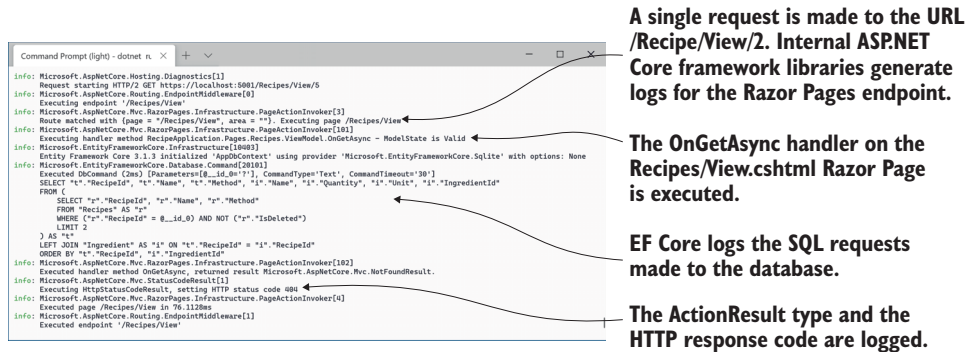 Command Prompt (light) - dotnet n.
info: Microsoft.AspNetCore.Hosting.Diagnostics[1]
Request starting HTTP/2 GET https://localhost:5001/Recipes/View/5
info: Microsoft.AspNetCore.Routing.EndpointMiddleware[0]
Executing endpoint '/Recipes/View'
info: Microsoft.AspNetCore.Mvc.RazorPages.Infrastructure.PageActionInvoker[3]
Route matched with {page = "/Recipes/View", area = ""}. Executing page /Recipes/View
info: Microsoft.AspNetCore.Mvc.RazorPages.Infrastructure.PageActionInvoker[101]
Executing handler method RecipeApplication.Pages.Recipes.ViewModel.OnGetAsync - ModelState is Valid
info: Microsoft.EntityFrameworkCore.Infrastructure[10403]
Entity Framework Core 3.1.3 initialized 'AppDbContext' using provider 'Microsoft.EntityFrameworkCore.Sqlite' with options: None
info: Microsoft.EntityFrameworkCore.Database.Command[20101]
Executed DbCommand (2ms) [Parameters=[@__id_0='?'], CommandType='Text', CommandTimeout='30']
SELECT "t"."RecipeId", "t"."Name", "t"."Method", "i"."Name", "i"."Quantity", "i"."Unit", "i"."IngredientId"
FROM (
SELECT "r"."RecipeId", "r"."Name", "r"."Method"
FROM "Recipes" AS "r"
WHERE ("r"."RecipeId" = @__id_0) AND NOT ("r"."IsDeleted")
LIMIT 2
) AS "t"
LEFT JOIN "Ingredient" AS "i" ON "t"."RecipeId" = "i"."RecipeId"
ORDER BY "t"."RecipeId", "i"."IngredientId"
info: Microsoft.AspNetCore.Mvc.RazorPages.Infrastructure.PageActionInvoker[102]
Executed handler method OnGetAsync, returned result Microsoft.AspNetCore.Mvc.NotFoundResult.
info: Microsoft.AspNetCore.Mvc.StatusCodeResult[1]
Executing HttpStatusCodeResult, setting HTTP status code 404
info: Microsoft.AspNetCore.Mvc.RazorPages.Infrastructure.PageActionInvoker[4]
Executed page /Recipes/View in 76.1128ms
info: Microsoft.AspNetCore.Routing.EndpointMiddleware[1]
Executed endpoint '/Recipes/View'
A single request is made to the URL
/Recipe/View/2. Internal ASP.NET
Core framework libraries generate
logs for the Razor Pages endpoint.
The OnGetAsync handler on the
Recipes/View.cshtml Razor Page
is executed.
EF Core logs the SQL requests
made to the database.
The ActionResult type and the
HTTP response code are logged.